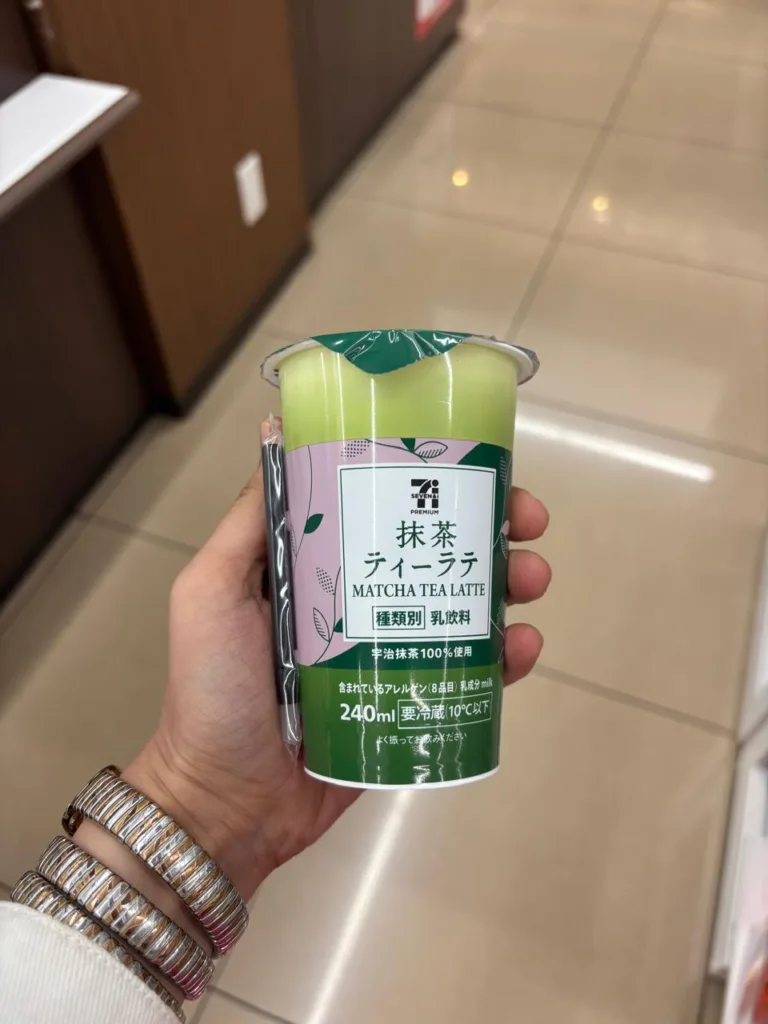 SEVEN&i
PREMIUM
抹茶
ティーラテ
MATCHA TEA LATTE
種類別 乳飲料
宇治抹茶100%使用
含まれているアレルゲン(8品目) 乳成分 milk
240ml 要冷蔵 10℃以下
よく振ってお飲みください